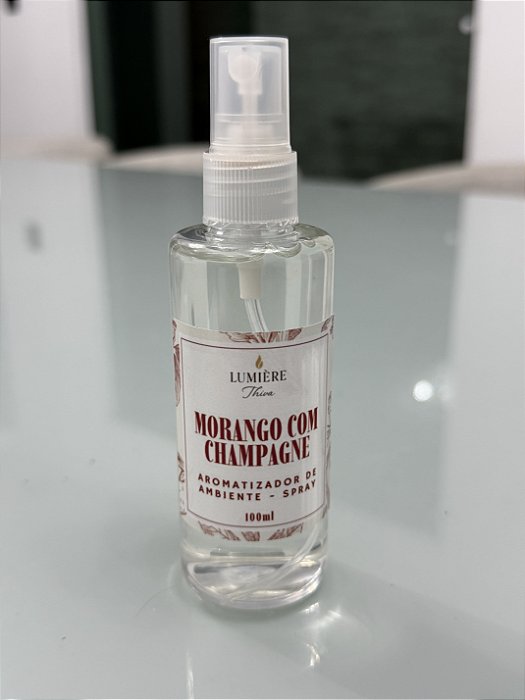 LUMIÈRE
Thiva
MORANGO COM
CHAMPAGNE
AROMATIZADOR DE
AMBIENTE - SPRAY
100ml